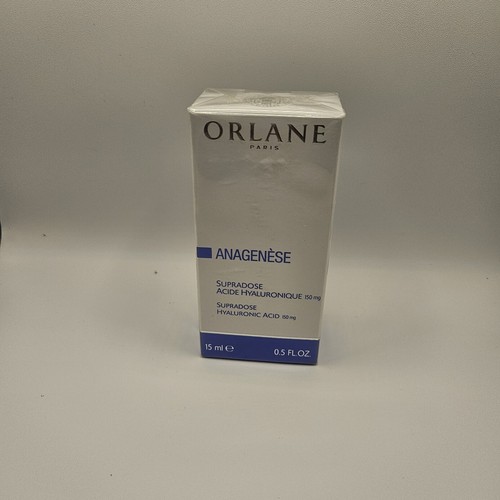 ORLANE
PARIS
ANAGENÈSE
SUPRADOSE
ACIDE HYALURONIQUE 150 mg
SUPRADOSE
HYALURONIC ACID 150 mg
15 ml ℮ 0.5 FL.OZ.